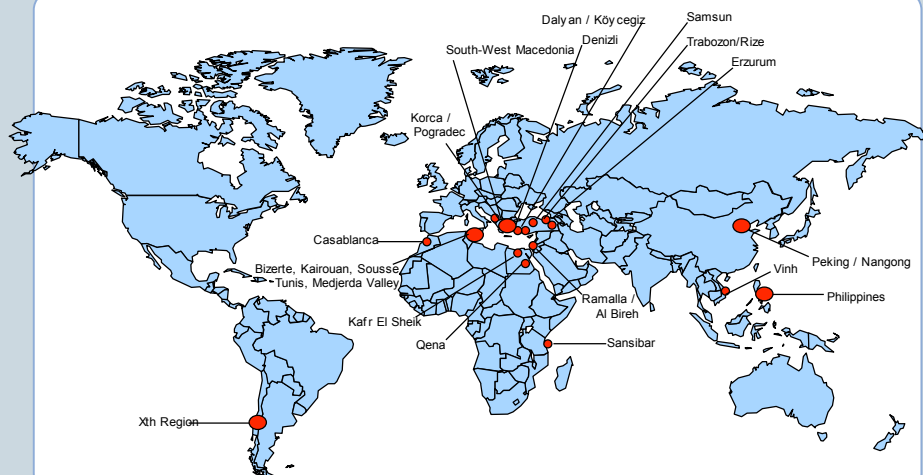 Dalyan / Köycegiz
Samsun
Denizli
Trabozon/Rize
South-West Macedonia
Erzurum
Korca /
Pogradec
Casablanca
Bizerte, Kairouan, Sousse
Tunis, Medjerda Valley
Kafr El Sheik
Qena
Ramalla /
Al Bireh
Sansibar
Peking / Nangong
Vinh
Philippines
Xth Region